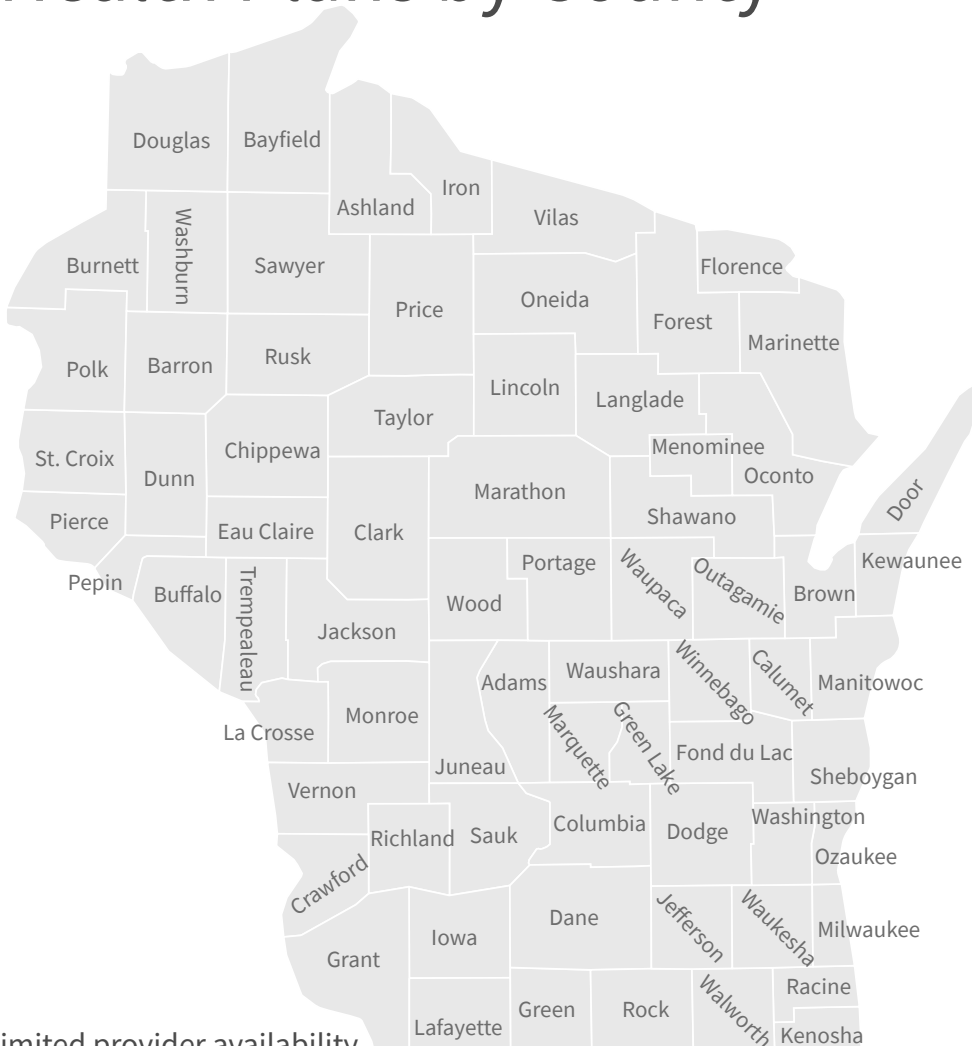 Health Plans by County
Douglas
Bayfield
Ashland
Iron
Vilas
Burnett
Washburn
Sawyer
Price
Oneida
Florence
Forest
Marinette
Polk
Barron
Rusk
Lincoln
Langlade
Taylor
St. Croix
Dunn
Chippewa
Menominee
Oconto
Door
Marathon
Shawano
Pierce
Eau Claire
Clark
Pepin
Buffalo
Trempealeau
Jackson
Wood
Portage
Waupaca
Outagamie
Brown
Kewaunee
La Crosse
Monroe
Juneau
Adams
Waushara
Marquette
Green Lake
Winnebago
Calumet
Manitowoc
Fond du Lac
Sheboygan
Vernon
Richland
Sauk
Columbia
Dodge
Washington
Ozaukee
Crawford
Grant
Iowa
Dane
Jefferson
Waukesha
Milwaukee
Lafayette
Green
Rock
Walworth
Racine
Kenosha
imited provider availability